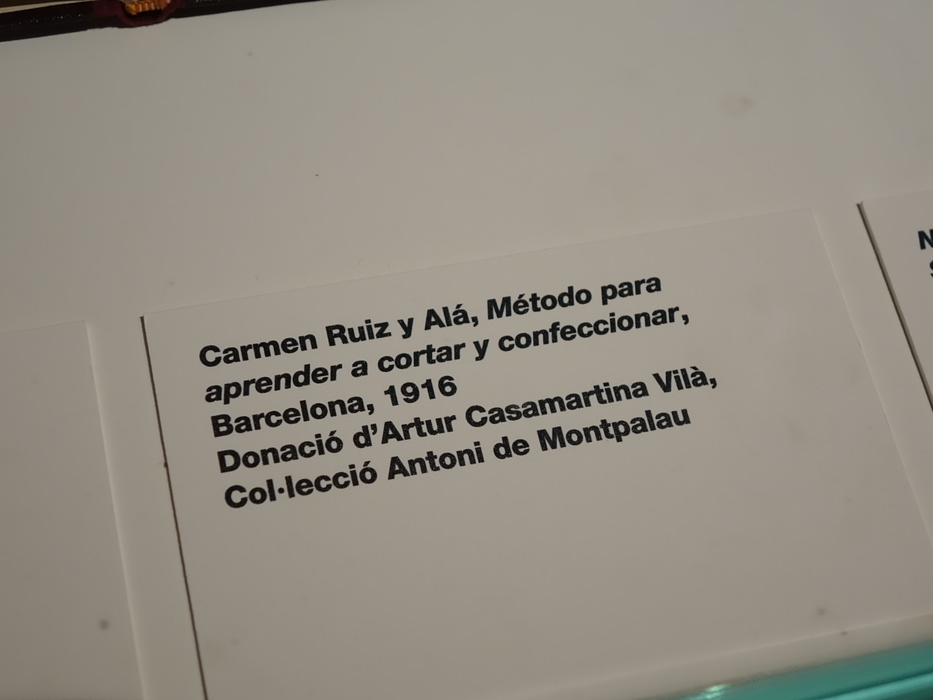 Carmen Ruiz y Alá, Método para
aprender a cortar y confeccionar,
Barcelona, 1916
Donació d’Artur Casamartina Vilà,
Col·lecció Antoni de Montpalau